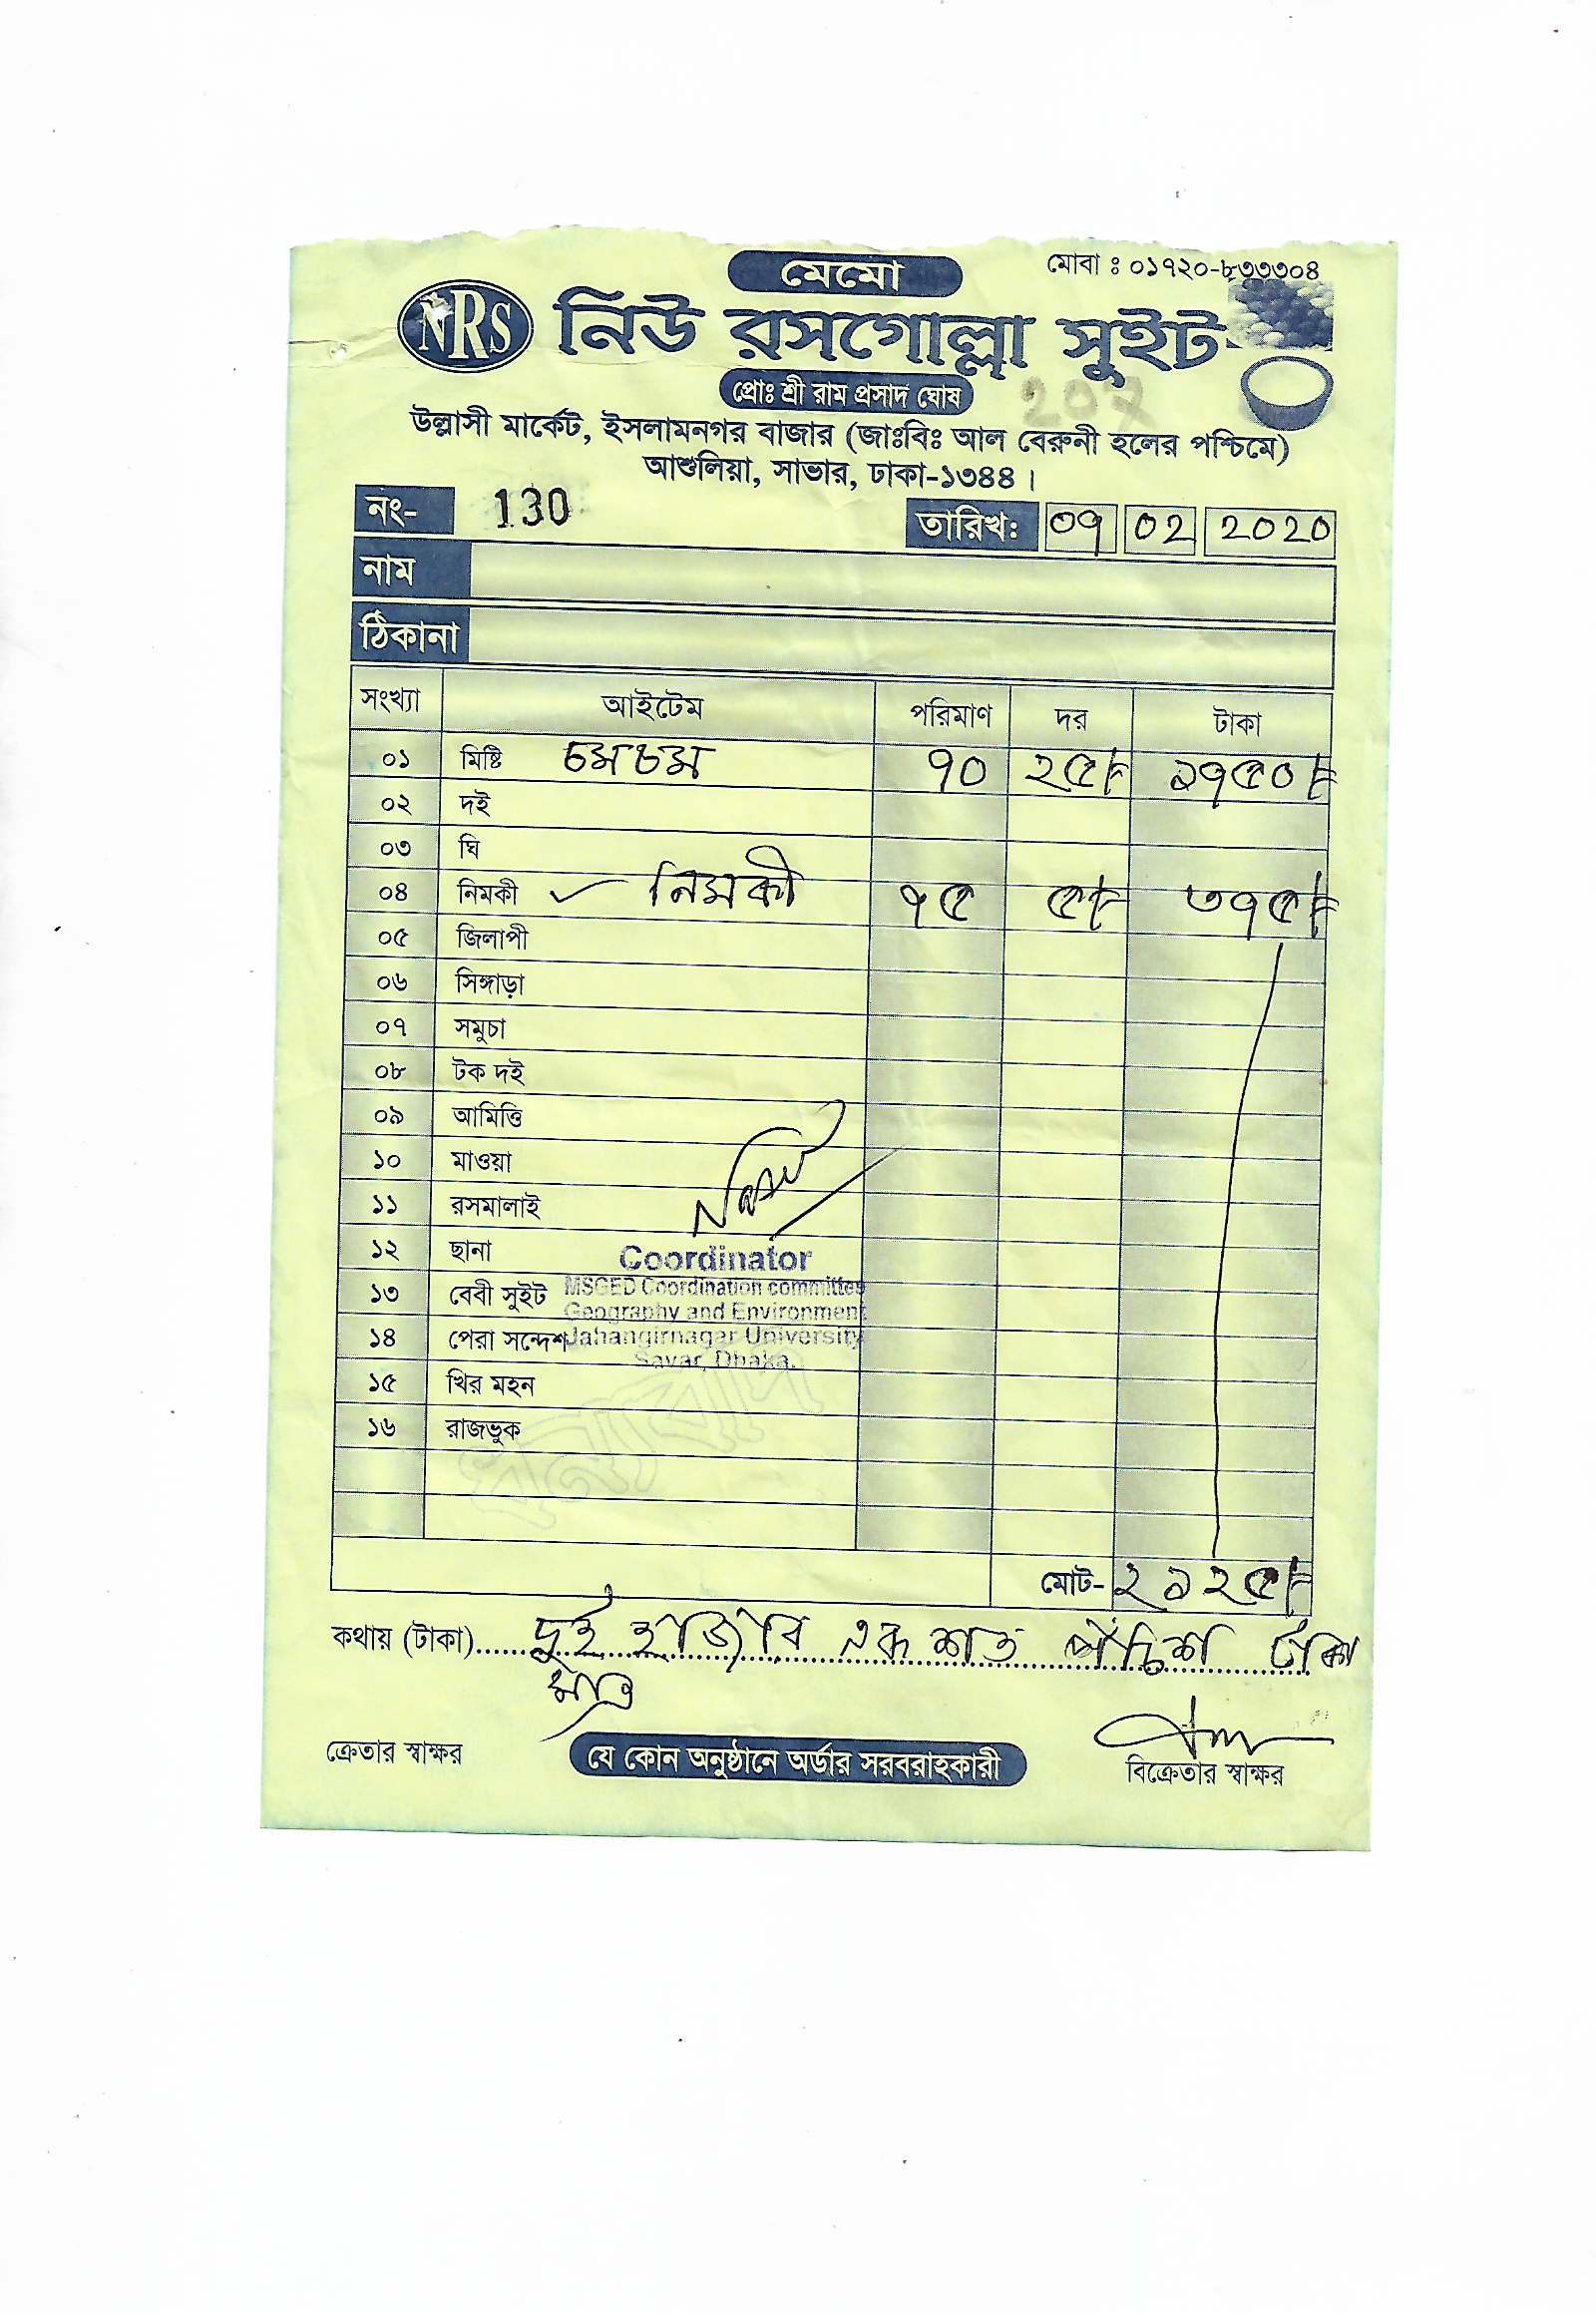 মেমো
মোবা ঃ ০১৭২০-৮৩৩৩০৪
NRS
নিউ রসগোল্লা সুইট
প্রোঃ শ্রী রাম প্রসাদ ঘোষ
207
উল্লাসী মার্কেট, ইসলামনগর বাজার (জাঃবিঃ আল বেরুনী হলের পশ্চিমে)
আশুলিয়া, সাভার, ঢাকা-১৩৪৪ ।
নং- 130 তারিখঃ 09 02 2020
নাম
ঠিকানা
সংখ্যা আইটেম পরিমাণ দর টাকা
০১ মিষ্টি চমচম ৭০ ২৫/= ১৭৫০/=
০২ দই
০৩ ঘি
০৪ নিমকী ✓ নিমকী ৭৫ ৫/= ৩৭৫/=
০৫ জিলাপী
০৬ সিঙ্গাড়া
০৭ সমুচা
০৮ টক দই
০৯ আমিত্তি
১০ মাওয়া
১১ রসমালাই
১২ ছানা
Coordinator
১৩ বেবী সুইট
MSGED Coordination committee
Geography and Environment
১৪ পেরা সন্দেশ
Jahangirnagar University
Savar, Dhaka.
১৫ খির মহন
১৬ রাজভুক
ধন্যবাদ
মোট- ২১২৫/=
কথায় (টাকা)...... দুই হাজার একশত পঁচিশ টাকা
মাত্র
ক্রেতার স্বাক্ষর
যে কোন অনুষ্ঠানে অর্ডার সরবরাহকারী
বিক্রেতার স্বাক্ষর